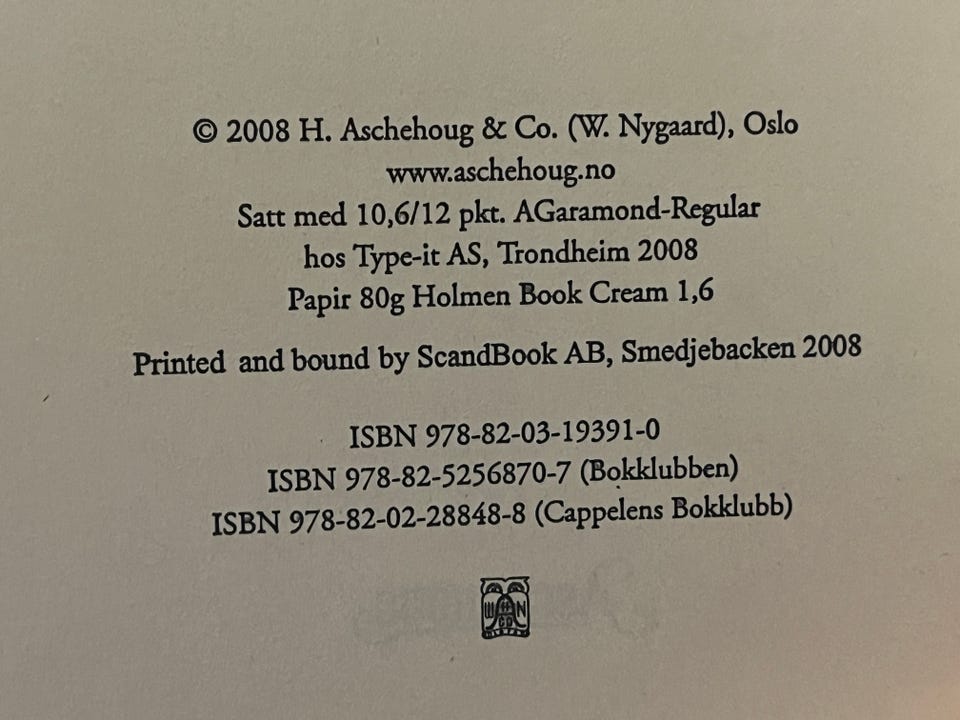 © 2008 H. Aschehoug & Co. (W. Nygaard), Oslo
www.aschehoug.no
Satt med 10,6/12 pkt. AGaramond-Regular
hos Type-it AS, Trondheim 2008
Papir 80g Holmen Book Cream 1,6
Printed and bound by ScandBook AB, Smedjebacken 2008
ISBN 978-82-03-19391-0
ISBN 978-82-5256870-7 (Bokklubben)
ISBN 978-82-02-28848-8 (Cappelens Bokklubb)